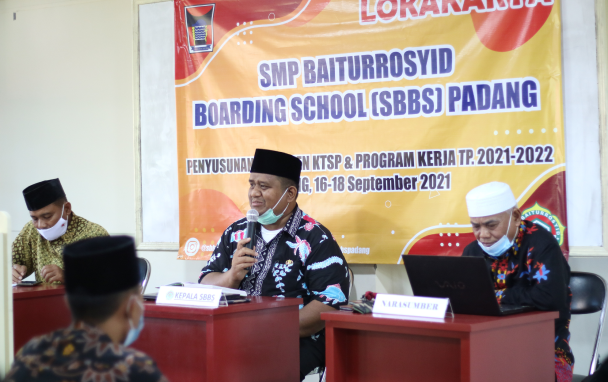 LOKAKARYA
SMP BAITURROSYID
BOARDING SCHOOL (SBBS) PADANG
PENYUSUNAN KTSP & PROGRAM KERJA TP. 2021-2022
16-18 September 2021
KEPALA SBBS
NARASUMBER